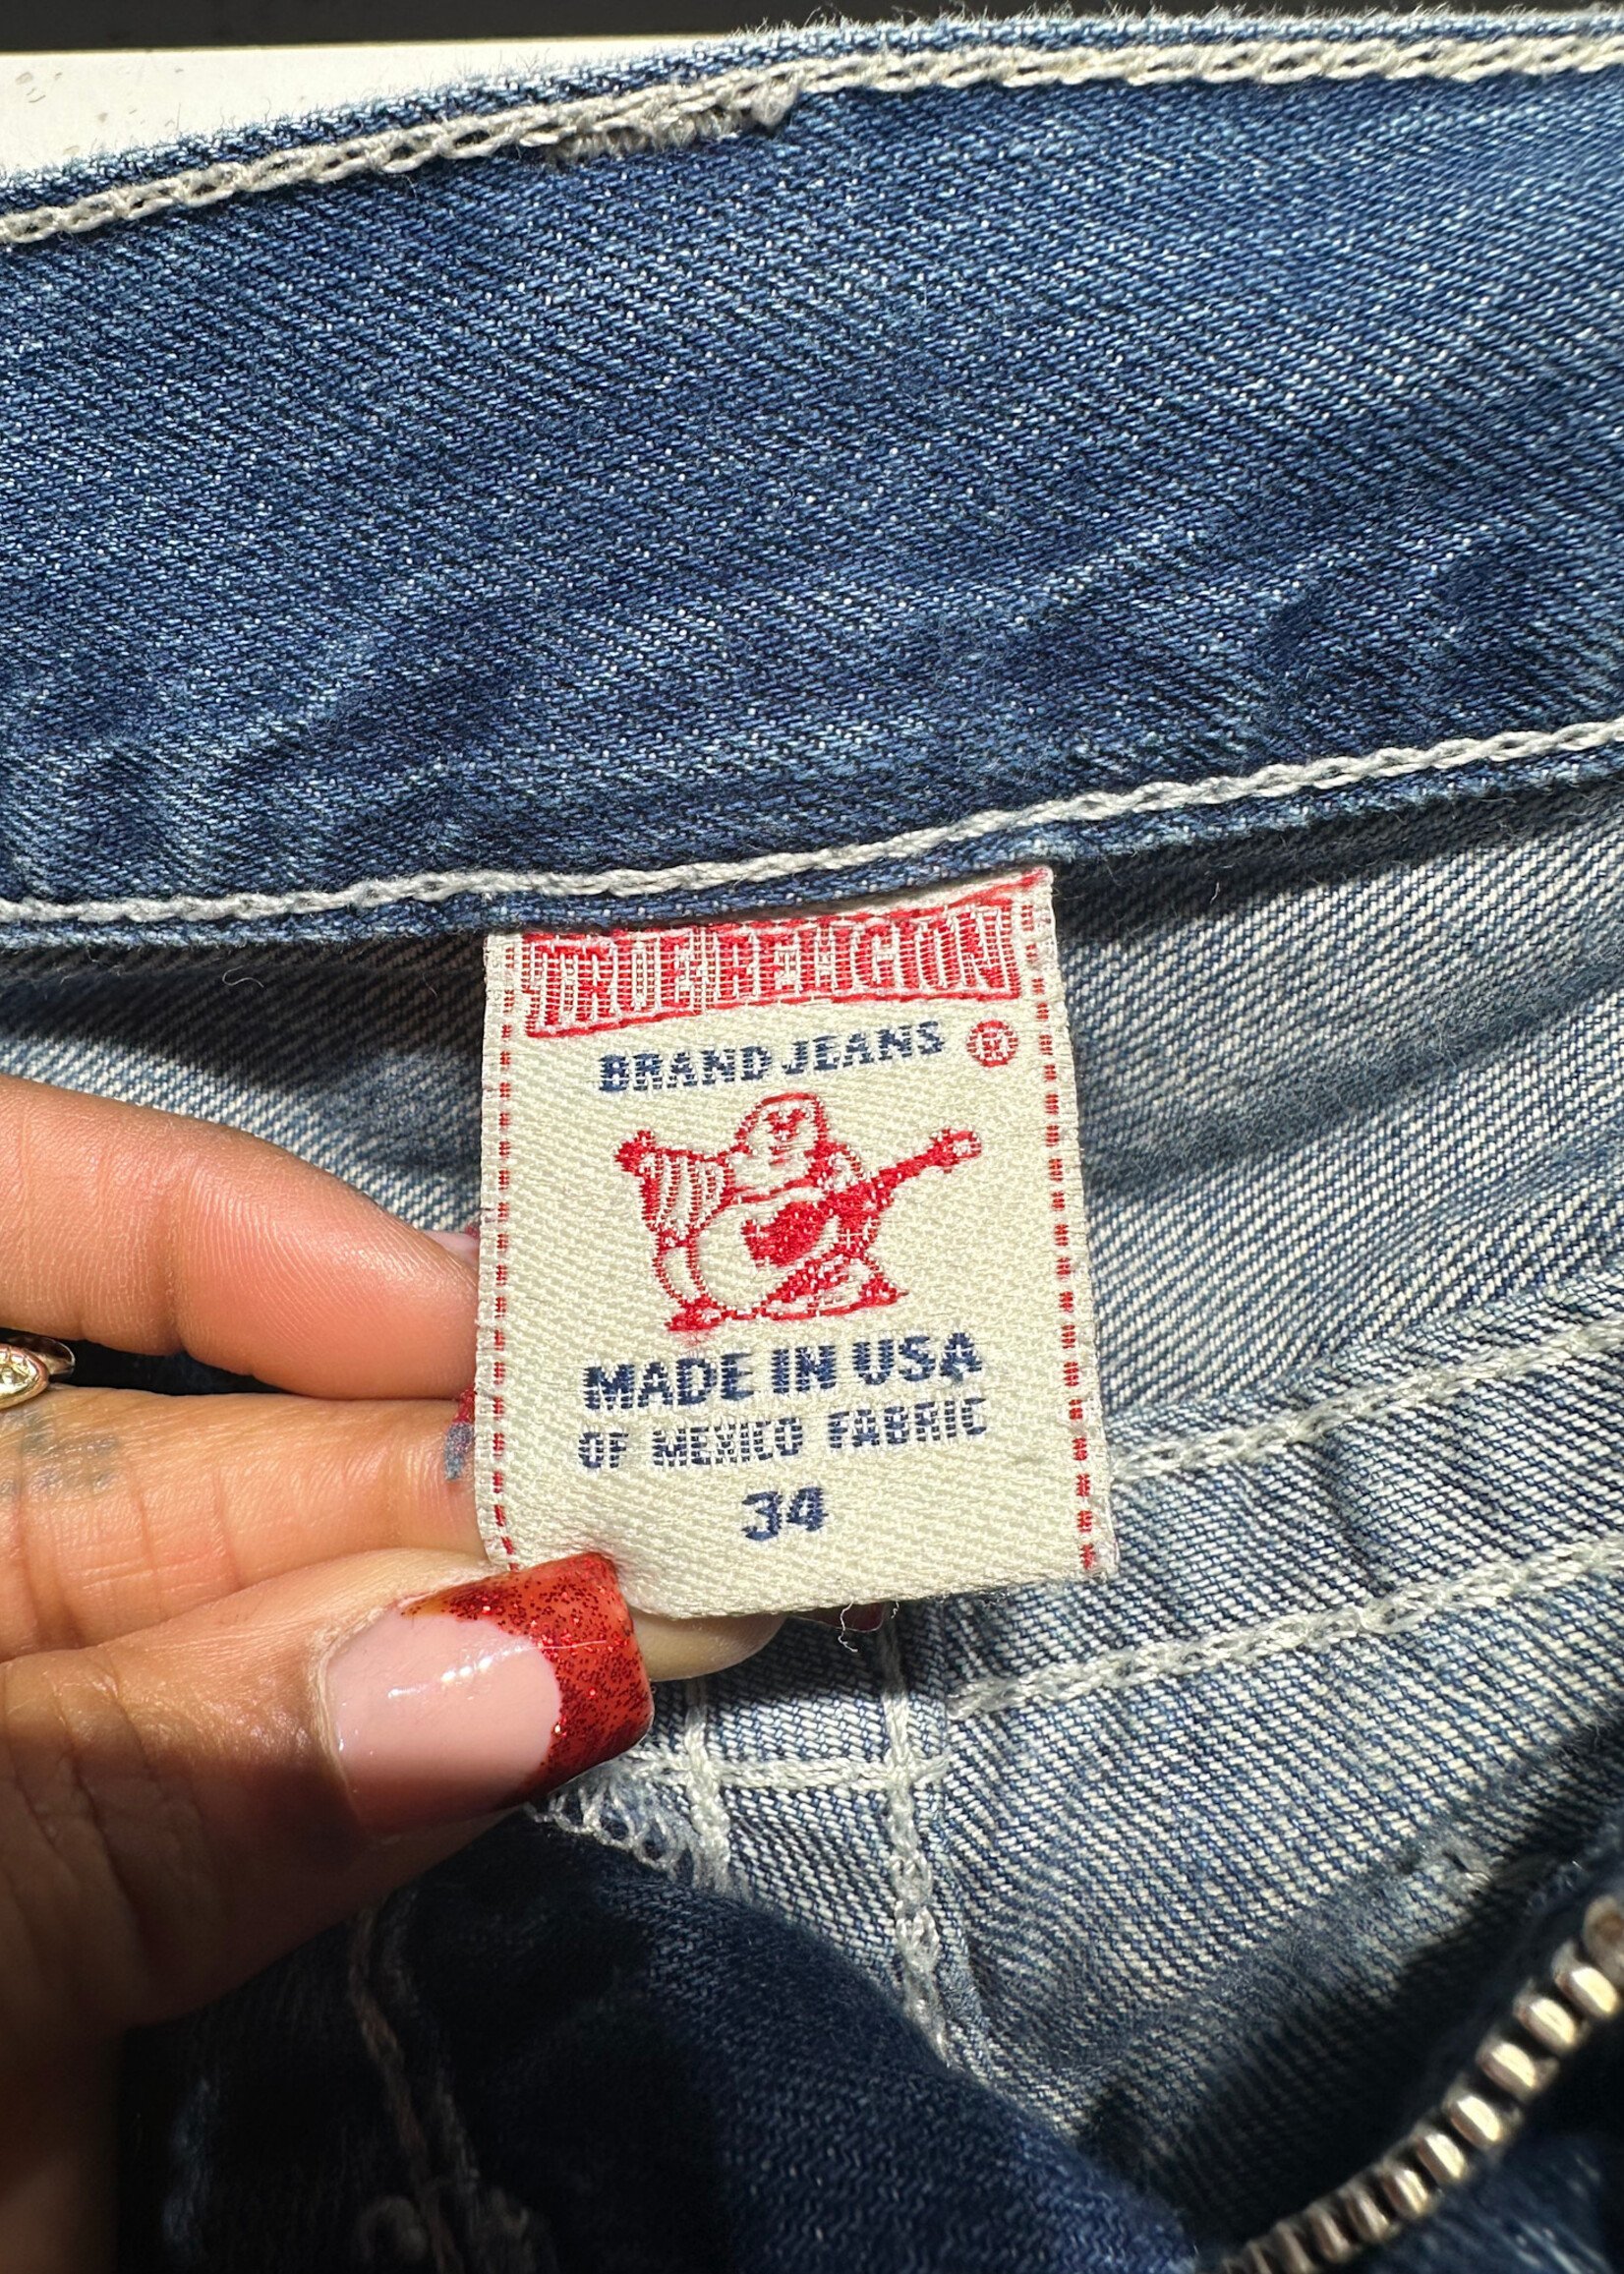 TRUE RELIGION
BRAND JEANS ®
MADE IN USA
OF MEXICO FABRIC
34